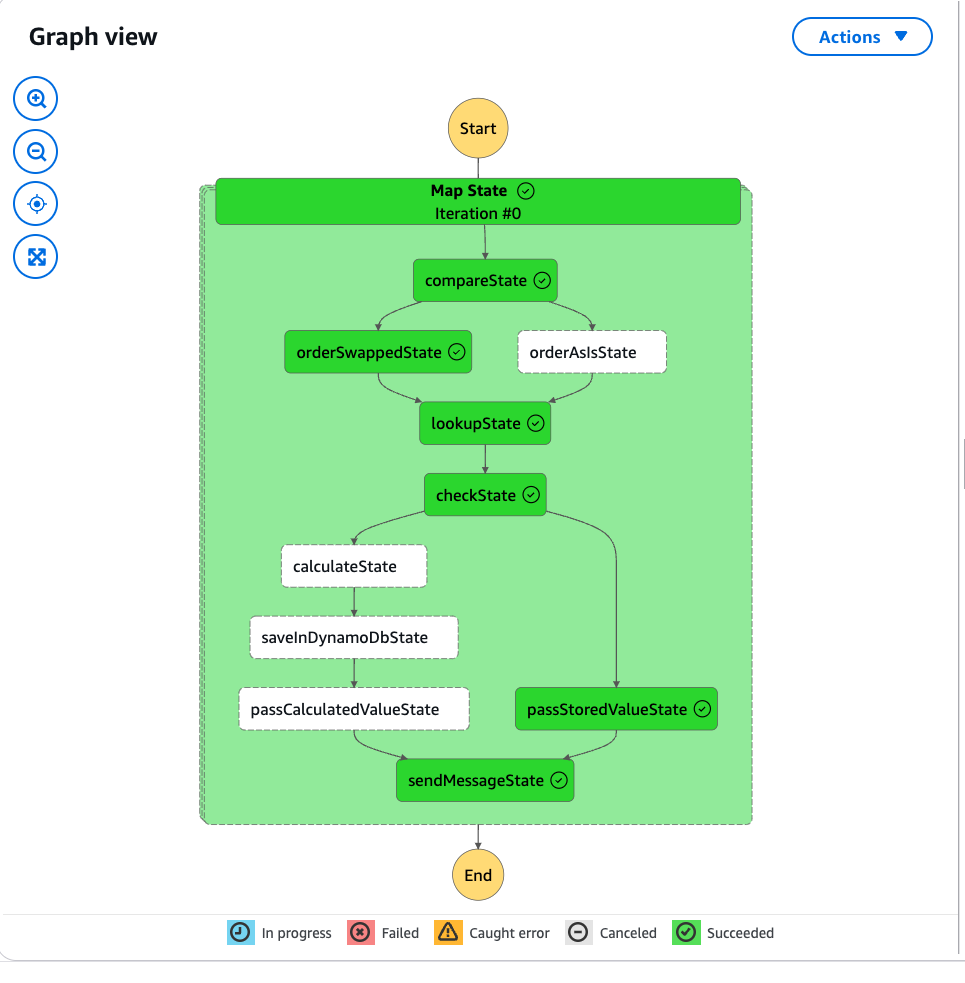 Graph view
Actions
Start
Map State
Iteration #0
compareState
orderSwappedState
orderAsIsState
lookupState
checkState
calculateState
saveInDynamoDbState
passCalculatedValueState
passStoredValueState
sendMessageState
End
In progress
Failed
Caught error
Canceled
Succeeded